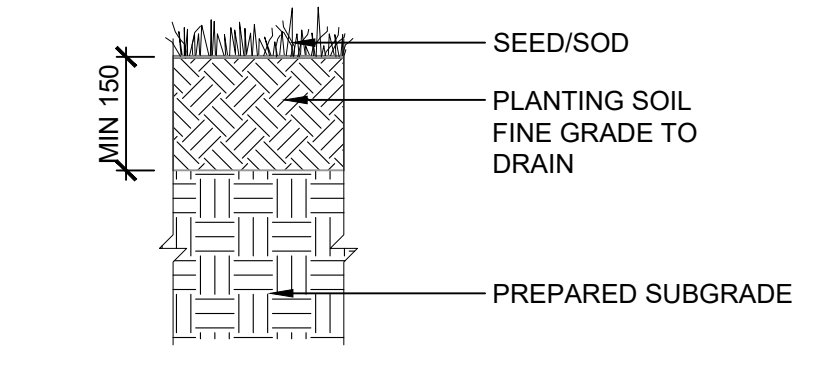 SEED/SOD
MIN 150
PLANTING SOIL
FINE GRADE TO
DRAIN
PREPARED SUBGRADE